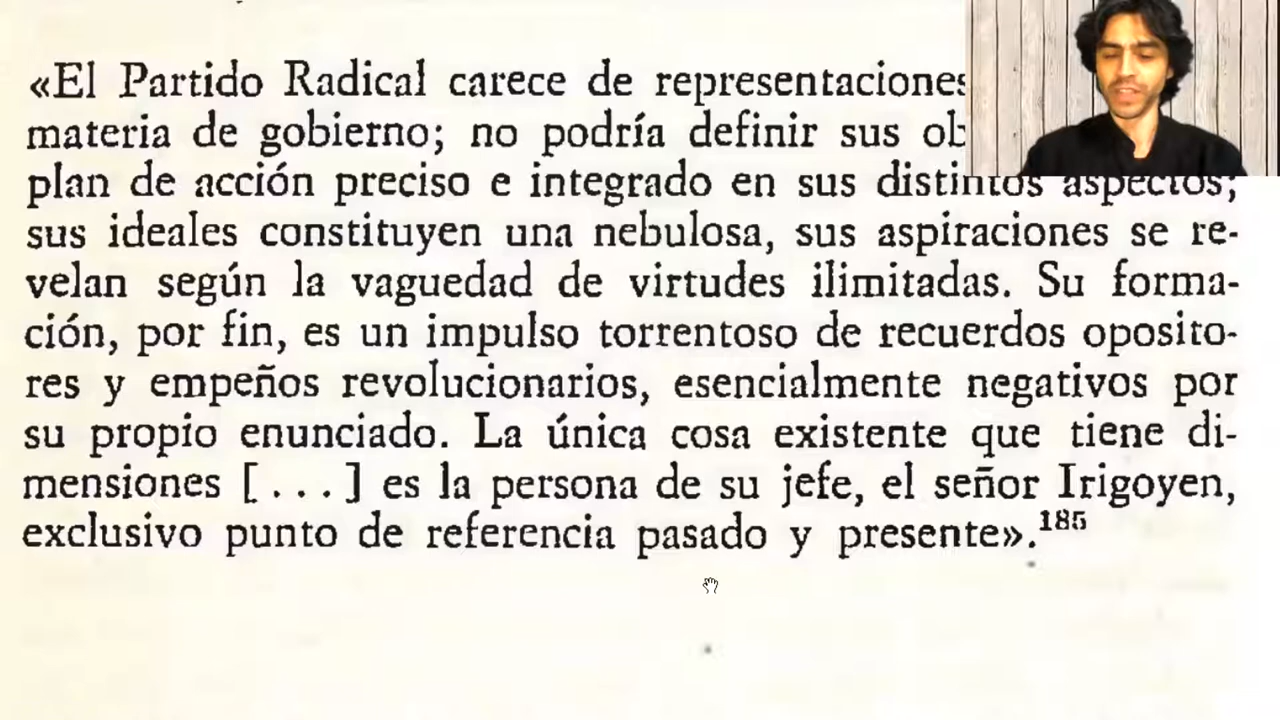 «El Partido Radical carece de representaciones
materia de gobierno; no podría definir sus
plan de acción preciso e integrado en sus distintos aspectos;
sus ideales constituyen una nebulosa, sus aspiraciones se re-
velan según la vaguedad de virtudes ilimitadas. Su forma-
ción, por fin, es un impulso torrentoso de recuerdos oposito-
res y empeños revolucionarios, esencialmente negativos por
su propio enunciado. La única cosa existente que tiene di-
mensiones [...] es la persona de su jefe, el señor Irigoyen,
exclusivo punto de referencia pasado y presente».185